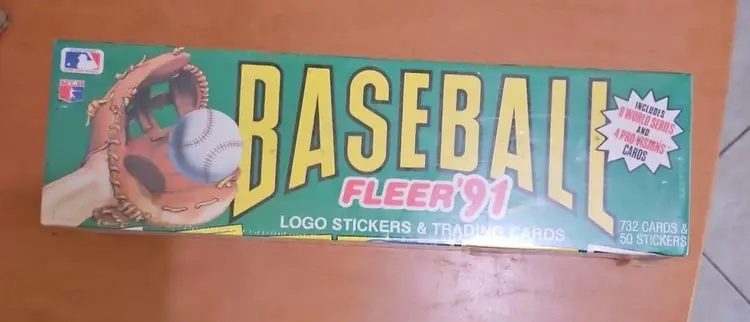 BASEBALL
FLEER '91
LOGO STICKERS & TRADING CARDS
INCLUDES
8 WORLD SERIES
AND
4 PRO-VISIONS
CARDS
732 CARDS &
50 STICKERS